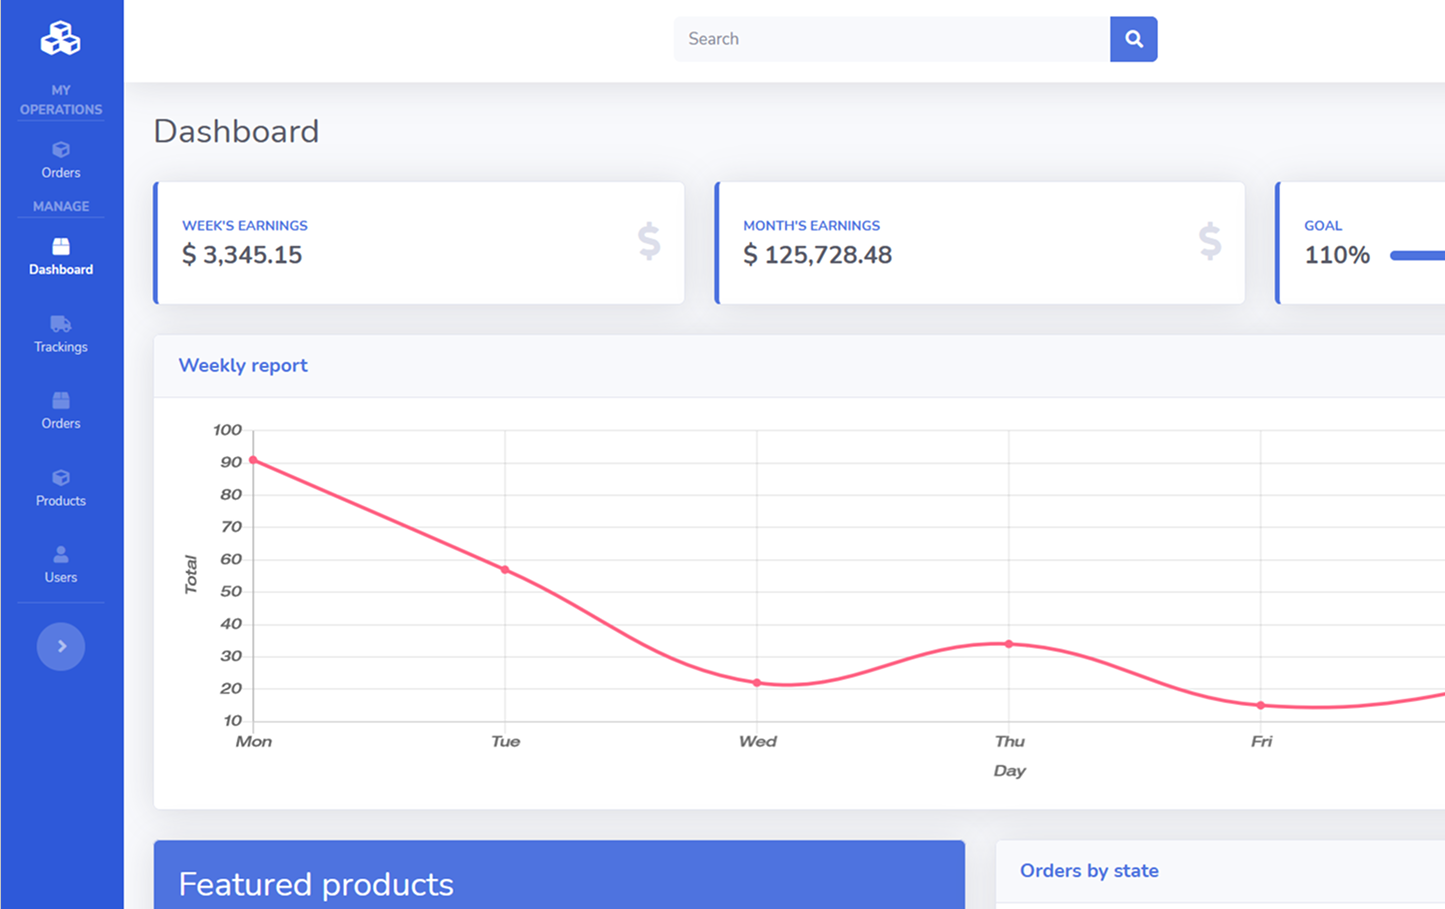 Search
MY
OPERATIONS
Orders
MANAGE
Dashboard
Trackings
Orders
Products
Users
Dashboard
WEEK'S EARNINGS
$ 3,345.15
$
MONTH'S EARNINGS
$ 125,728.48
$
GOAL
110%
Weekly report
100
90
80
70
60
50
40
30
20
10
Total
Mon Tue Wed Thu Fri
Day
Featured products
Orders by state